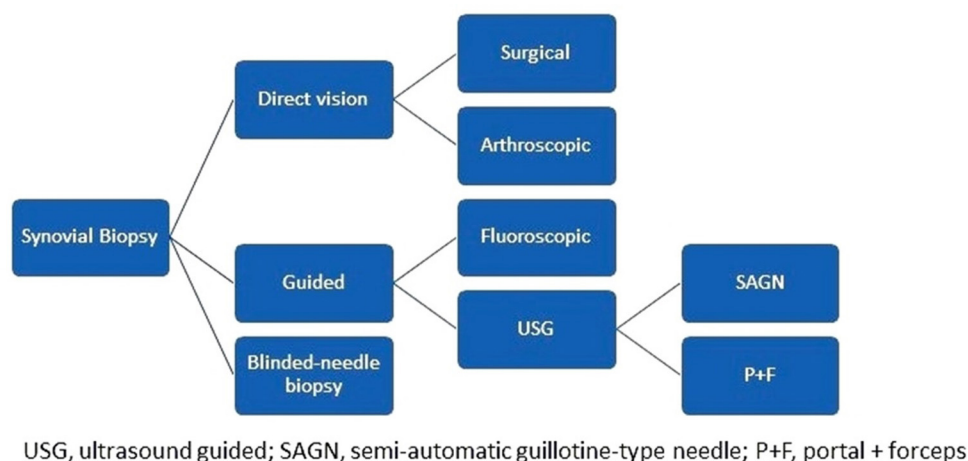 Synovial Biopsy
Direct vision
Surgical
Arthroscopic
Guided
Fluoroscopic
USG
SAGN
P+F
Blinded-needle
biopsy
USG, ultrasound guided; SAGN, semi-automatic guillotine-type needle; P+F, portal + forceps